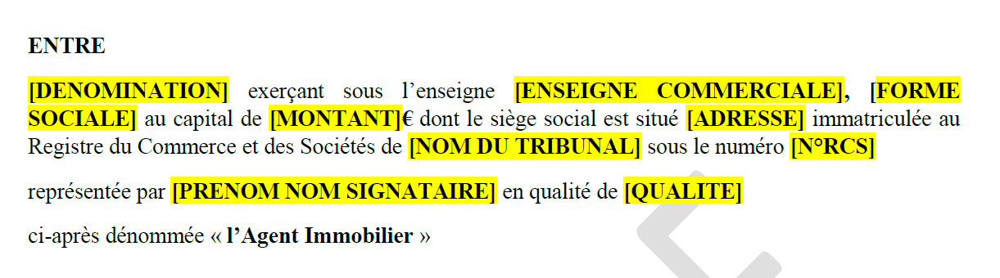 ENTRE
[DENOMINATION] exerçant sous l’enseigne [ENSEIGNE COMMERCIALE], [FORME
SOCIALE] au capital de [MONTANT]€ dont le siège social est situé [ADRESSE] immatriculée au
Registre du Commerce et des Sociétés de [NOM DU TRIBUNAL] sous le numéro [N°RCS]
représentée par [PRENOM NOM SIGNATAIRE] en qualité de [QUALITE]
ci-après dénommée « l’Agent Immobilier »